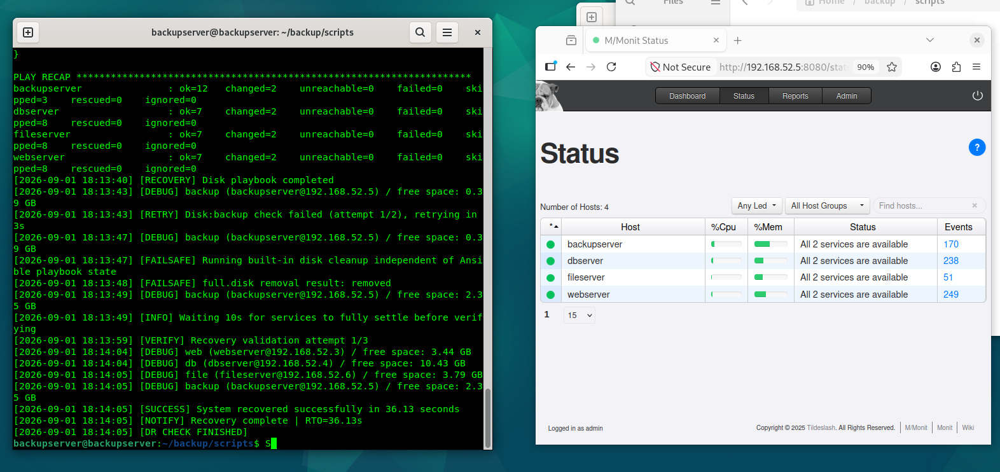 backupserver@backupserver: ~/backup/scripts
}
PLAY RECAP *********************************************************************
backupserver               : ok=12   changed=2    unreachable=0    failed=0    ski
pped=3    rescued=0    ignored=0
dbserver                   : ok=7    changed=2    unreachable=0    failed=0    ski
pped=8    rescued=0    ignored=0
fileserver                 : ok=7    changed=2    unreachable=0    failed=0    ski
pped=8    rescued=0    ignored=0
webserver                  : ok=7    changed=2    unreachable=0    failed=0    ski
pped=8    rescued=0    ignored=0
[2026-09-01 18:13:40] [RECOVERY] Disk playbook completed
[2026-09-01 18:13:43] [DEBUG] backup (backupserver@192.168.52.5) / free space: 0.3
9 GB
[2026-09-01 18:13:43] [RETRY] Disk:backup check failed (attempt 1/2), retrying in
3s
[2026-09-01 18:13:47] [DEBUG] backup (backupserver@192.168.52.5) / free space: 0.3
9 GB
[2026-09-01 18:13:47] [FAILSAFE] Running built-in disk cleanup independent of Ansi
ble playbook state
[2026-09-01 18:13:48] [FAILSAFE] full.disk removal result: removed
[2026-09-01 18:13:49] [DEBUG] backup (backupserver@192.168.52.5) / free space: 2.3
5 GB
[2026-09-01 18:13:49] [INFO] Waiting 10s for services to fully settle before verif
ying
[2026-09-01 18:13:59] [VERIFY] Recovery validation attempt 1/3
[2026-09-01 18:14:04] [DEBUG] web (webserver@192.168.52.3) / free space: 3.44 GB
[2026-09-01 18:14:04] [DEBUG] db (dbserver@192.168.52.4) / free space: 10.43 GB
[2026-09-01 18:14:05] [DEBUG] file (fileserver@192.168.52.6) / free space: 3.79 GB
[2026-09-01 18:14:05] [DEBUG] backup (backupserver@192.168.52.5) / free space: 2.3
5 GB
[2026-09-01 18:14:05] [SUCCESS] System recovered successfully in 36.13 seconds
[2026-09-01 18:14:05] [NOTIFY] Recovery complete | RTO=36.13s
[2026-09-01 18:14:05] [DR CHECK FINISHED]
backupserver@backupserver:~/backup/scripts$ S
Files
Home / backup / scripts
M/Monit Status
Not Secure http://192.168.52.5:8080/stat 90%
Dashboard Status Reports Admin
Status
?
Number of Hosts: 4 Any Led All Host Groups Find hosts...
* Host %Cpu %Mem Status Events
backupserver All 2 services are available 170
dbserver All 2 services are available 238
fileserver All 2 services are available 51
webserver All 2 services are available 249
1 15
Logged in as admin Copyright © 2025 Tildeslash. All Rights Reserved. M/Monit Monit Wiki